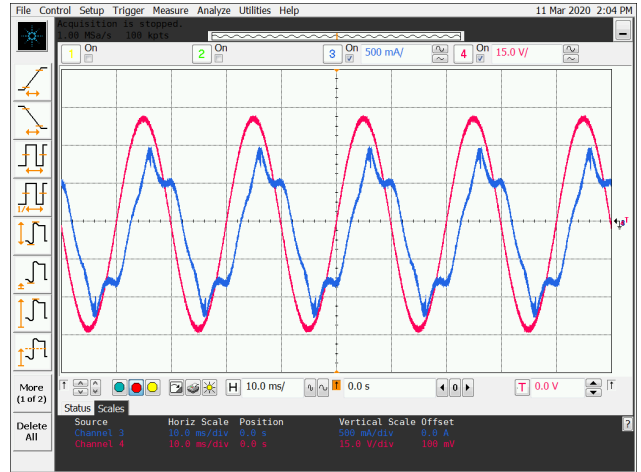 File Control Setup Trigger Measure Analyze Utilities Help 11 Mar 2020 2:04 PM
Acquisition is stopped.
1.00 MSa/s 100 kpts
1 On 2 On 3 On 500 mA/ 4 On 15.0 V/
1/
T
More
(1 of 2)
Delete
All
H 10.0 ms/ 0.0 s 0 T 0.0 V
Status Scales
Source Horiz Scale Position Vertical Scale Offset
Channel 3 10.0 ms/div 0.0 s 500 mA/div 0.0 A
Channel 4 10.0 ms/div 0.0 s 15.0 V/div 100 mV
?